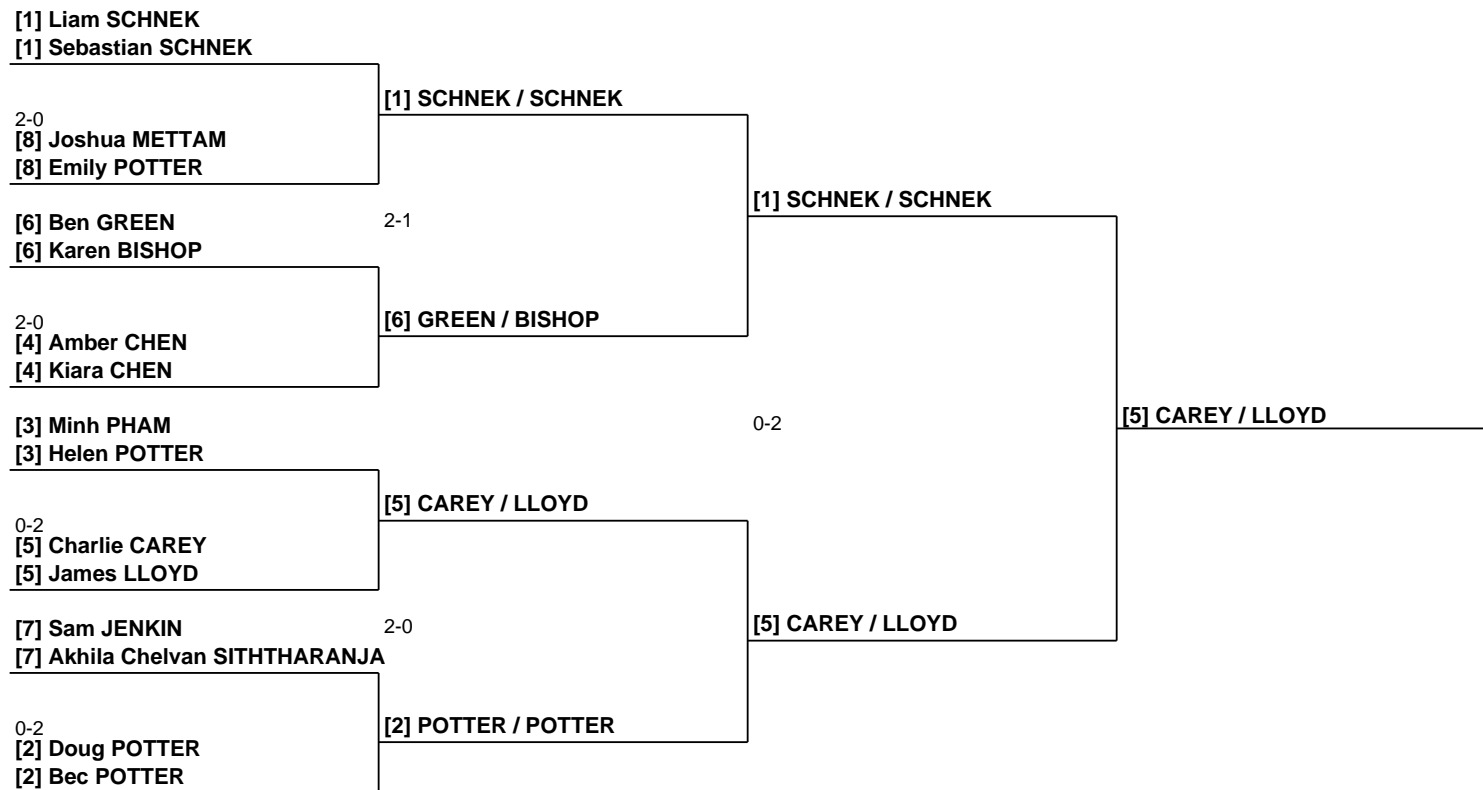 [1] Liam SCHNEK
[1] Sebastian SCHNEK
[1] SCHNEK / SCHNEK
2-0
[8] Joshua METTAM
[8] Emily POTTER
[1] SCHNEK / SCHNEK
[6] Ben GREEN
2-1
[6] Karen BISHOP
[6] GREEN / BISHOP
2-0
[4] Amber CHEN
[4] Kiara CHEN
[5] CAREY / LLOYD
[3] Minh PHAM
0-2
[3] Helen POTTER
[5] CAREY / LLOYD
0-2
[5] Charlie CAREY
[5] James LLOYD
[5] CAREY / LLOYD
[7] Sam JENKIN
2-0
[7] Akhila Chelvan SITHTHARANJA
[2] POTTER / POTTER
0-2
[2] Doug POTTER
[2] Bec POTTER